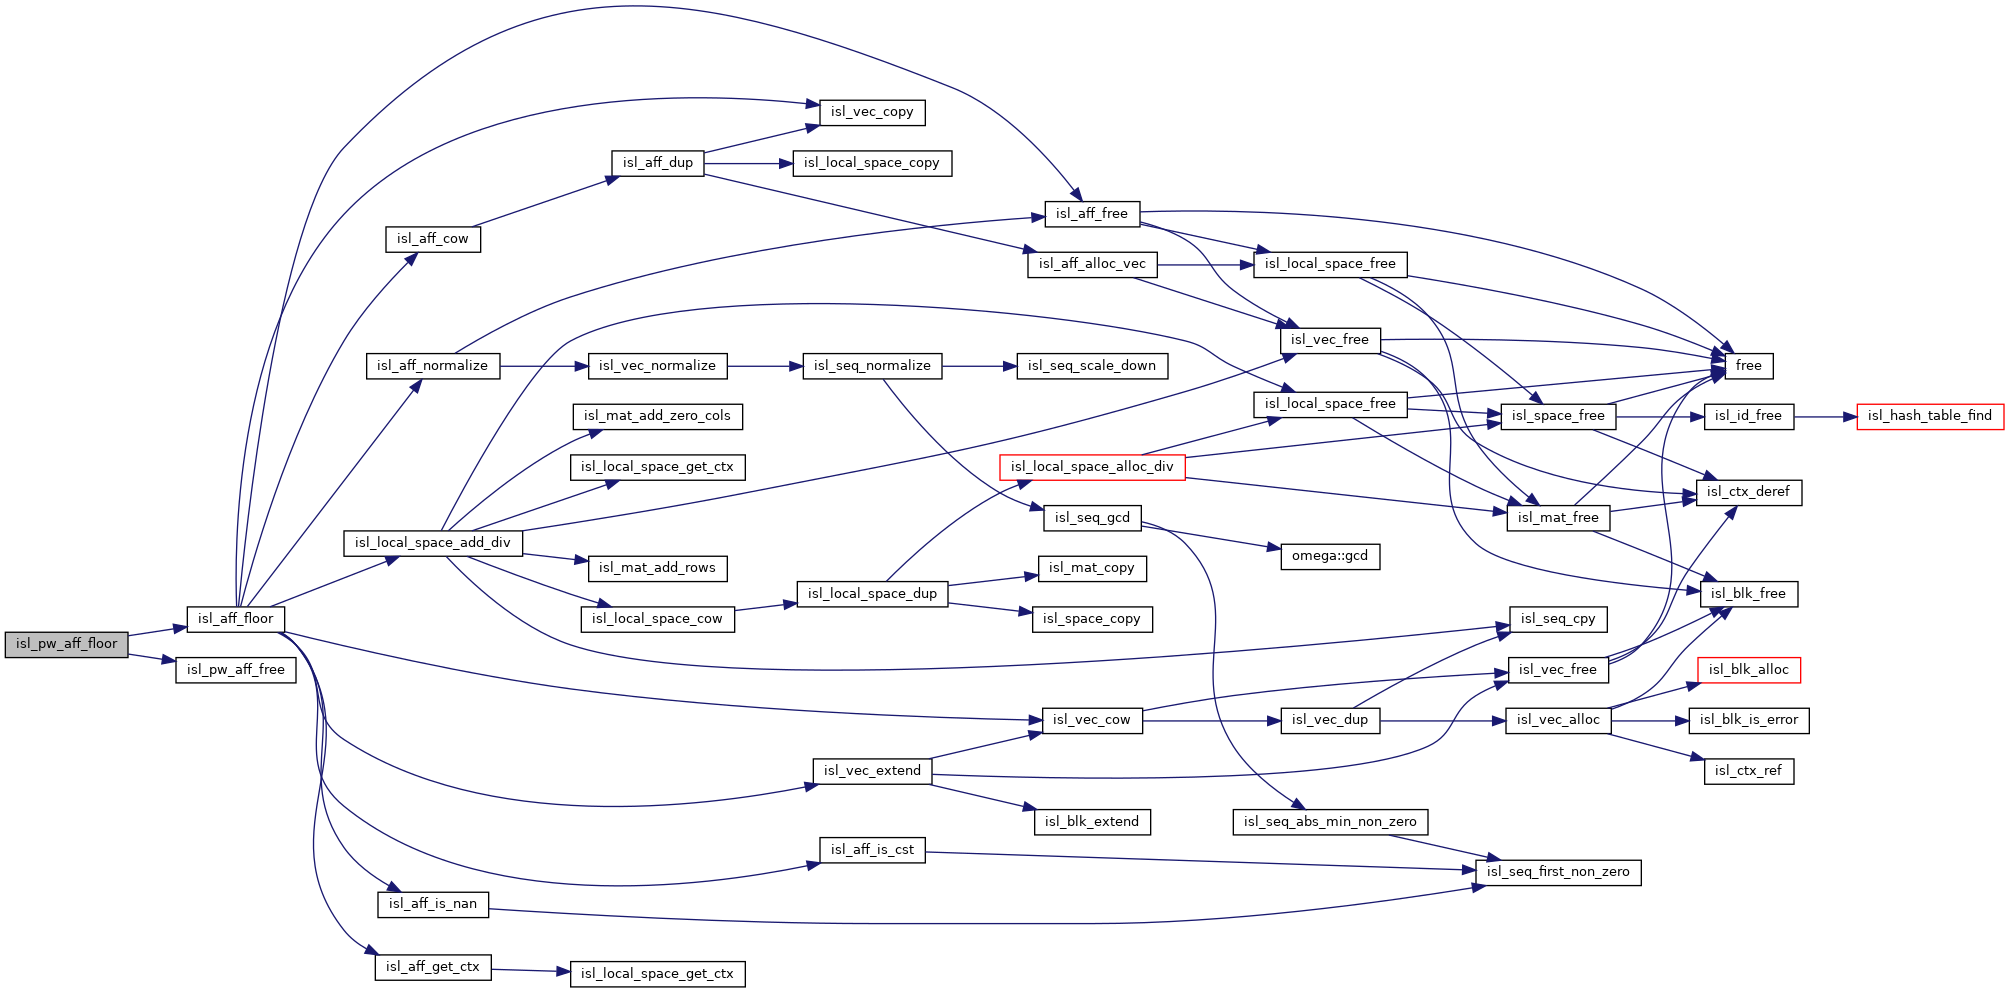 isl_vec_copy
isl_aff_dup
isl_local_space_copy
isl_aff_free
isl_aff_cow
isl_aff_alloc_vec
isl_local_space_free
isl_vec_free
isl_aff_normalize
isl_vec_normalize
isl_seq_normalize
isl_seq_scale_down
free
isl_mat_add_zero_cols
isl_local_space_free
isl_space_free
isl_id_free
isl_hash_table_find
isl_local_space_get_ctx
isl_local_space_alloc_div
isl_ctx_deref
isl_seq_gcd
isl_mat_free
isl_local_space_add_div
omega::gcd
isl_mat_add_rows
isl_mat_copy
isl_local_space_dup
isl_blk_free
isl_aff_floor
isl_local_space_cow
isl_space_copy
isl_seq_cpy
isl_pw_aff_floor
isl_pw_aff_free
isl_vec_free
isl_blk_alloc
isl_vec_cow
isl_vec_dup
isl_vec_alloc
isl_blk_is_error
isl_vec_extend
isl_ctx_ref
isl_blk_extend
isl_seq_abs_min_non_zero
isl_aff_is_cst
isl_seq_first_non_zero
isl_aff_is_nan
isl_aff_get_ctx
isl_local_space_get_ctx